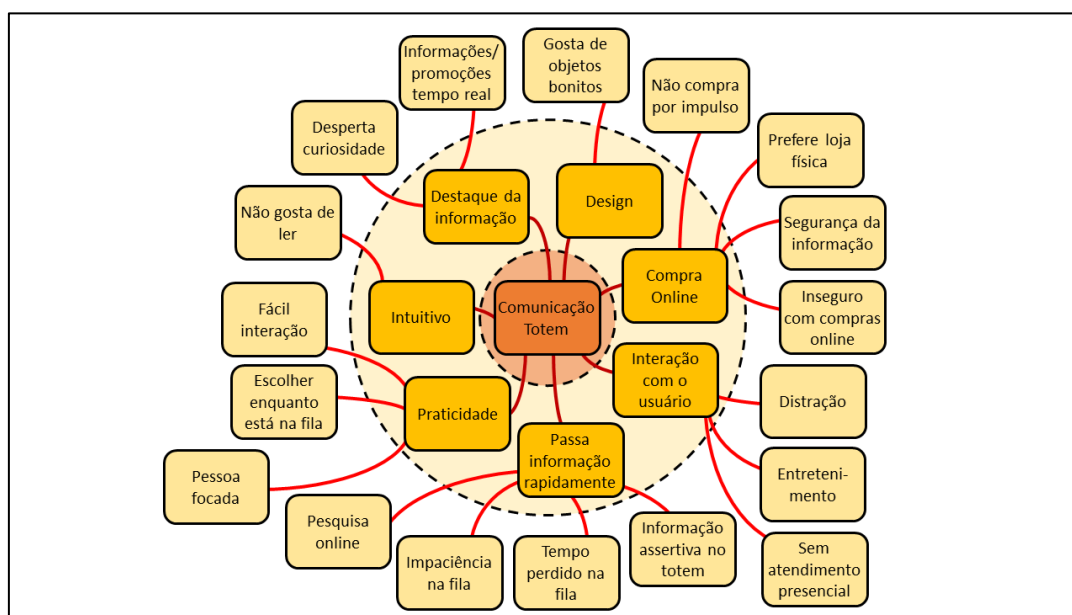 Informações/
promoções
tempo real
Gosta de
objetos
bonitos
Não compra
por impulso
Desperta
curiosidade
Prefere loja
física
Destaque da
informação
Design
Não gosta de
ler
Segurança da
informação
Compra
Online
Comunicação
Totem
Intuitivo
Inseguro
com compras
online
Fácil
interação
Interação
com o
usuário
Escolher
enquanto
está na fila
Praticidade
Distração
Passa
informação
rapidamente
Pessoa
focada
Entreteni-
mento
Pesquisa
online
Informação
assertiva no
totem
Impaciência
na fila
Tempo
perdido na
fila
Sem
atendimento
presencial